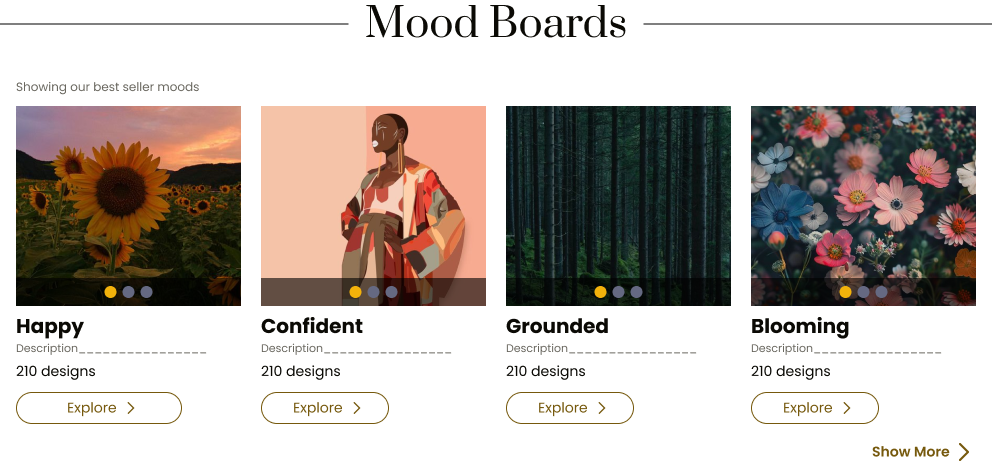 Mood Boards
Showing our best seller moods
Happy
Description________________
210 designs
Explore
Confident
Description________________
210 designs
Explore
Grounded
Description________________
210 designs
Explore
Blooming
Description________________
210 designs
Explore
Show More